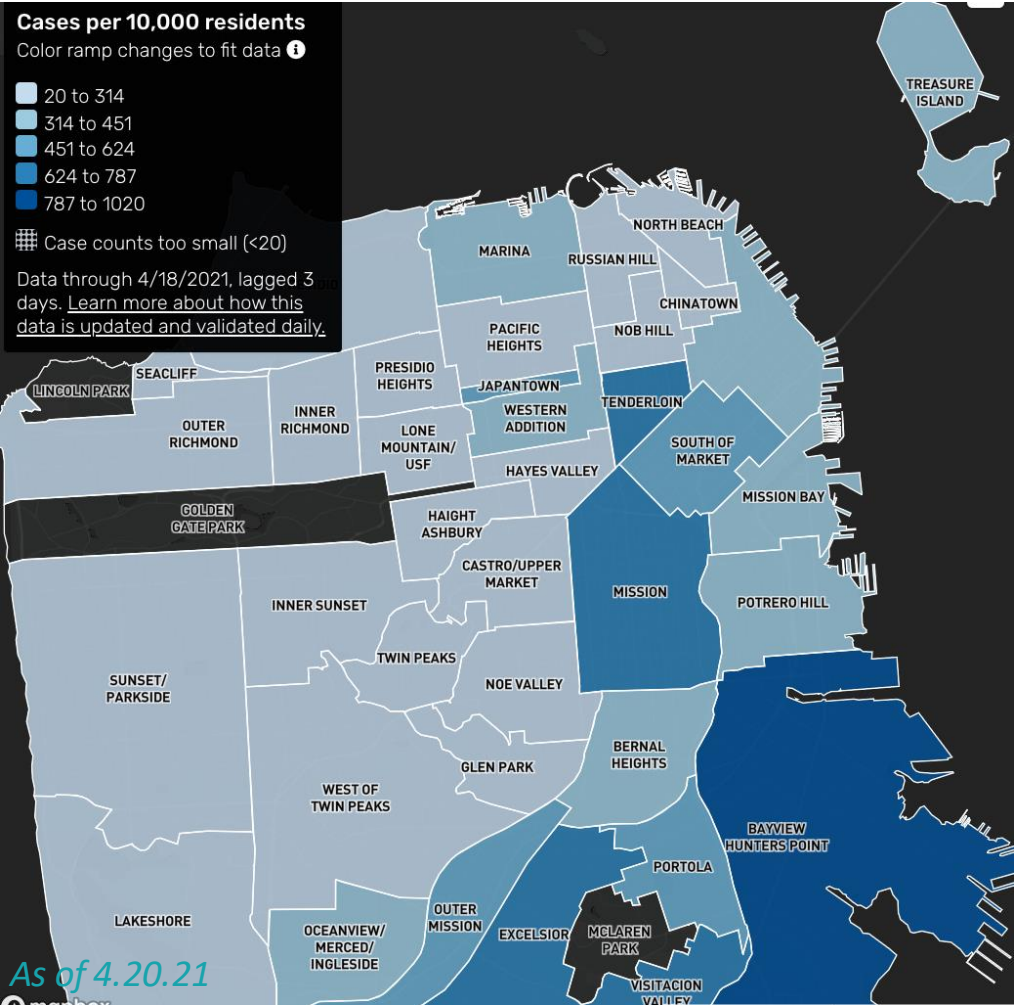 Cases per 10,000 residents
Color ramp changes to fit data
20 to 314
314 to 451
451 to 624
624 to 787
787 to 1020
Case counts too small (<20)
Data through 4/18/2021, lagged 3
days. Learn more about how this
data is updated and validated daily.
TREASURE
ISLAND
NORTH BEACH
MARINA
RUSSIAN HILL
CHINATOWN
PACIFIC
HEIGHTS
NOB HILL
SEACLIFF
PRESIDIO
HEIGHTS
LINCOLN PARK
JAPANTOWN
TENDERLOIN
WESTERN
ADDITION
OUTER
RICHMOND
INNER
RICHMOND
LONE
MOUNTAIN/
USF
SOUTH OF
MARKET
HAYES VALLEY
MISSION BAY
GOLDEN
GATE PARK
HAIGHT
ASHBURY
CASTRO/UPPER
MARKET
MISSION
POTRERO HILL
INNER SUNSET
TWIN PEAKS
SUNSET/
PARKSIDE
NOE VALLEY
BERNAL
HEIGHTS
GLEN PARK
WEST OF
TWIN PEAKS
BAYVIEW
HUNTERS POINT
PORTOLA
LAKESHORE
OUTER
MISSION
EXCELSIOR
OCEANVIEW/
MERCED/
INGLESIDE
MCLAREN
PARK
VISITACION
VALLEY
As of 4.20.21
mapbox